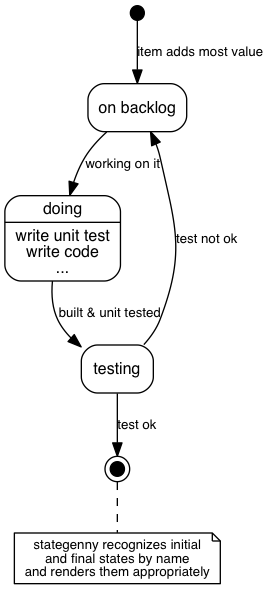 item adds most value
on backlog
working on it
doing
write unit test
write code
...
test not ok
built & unit tested
testing
test ok
stategenny recognizes initial
and final states by name
and renders them appropriately